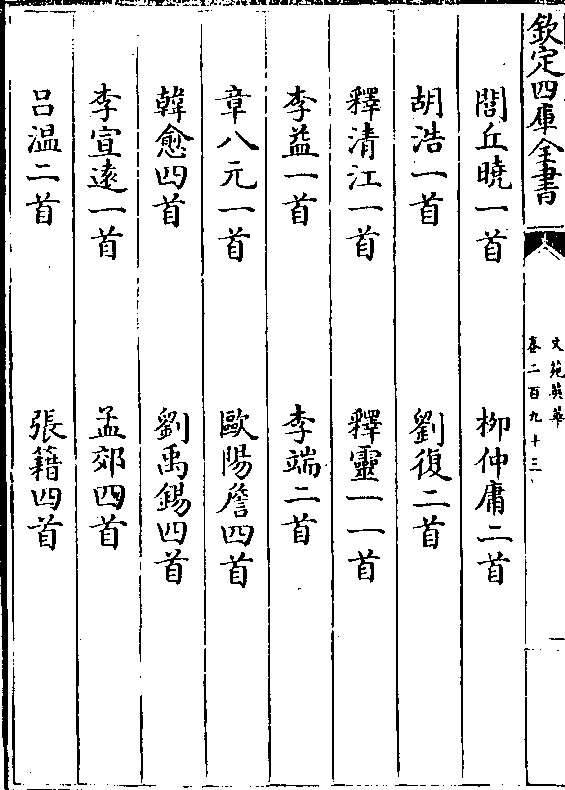 欽定四庫全書
文苑英華
卷二百九十三
閭丘曉一首 柳仲庸二首
胡浩一首 劉復二首
釋清江一首 釋靈一一首
李益一首 李端二首
章八元一首 歐陽詹四首
韓愈四首 劉禹錫四首
李宣遠一首 孟郊四首
呂温二首 張籍四首